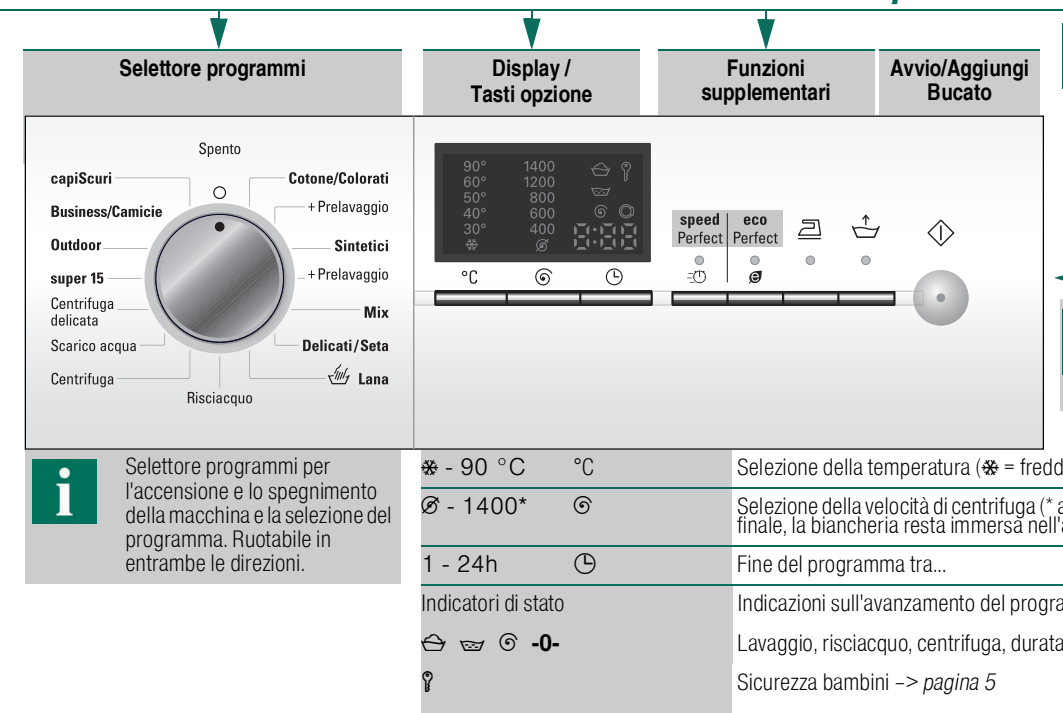 Selettore programmi
Display /
Tasti opzione
Funzioni
supplementari
Avvio/Aggiungi
Bucato
Spento
capiScuri
Business/Camicie
Outdoor
super 15
Centrifuga
delicata
Scarico acqua
Centrifuga
Risciacquo
Cotone/Colorati
+ Prelavaggio
Sintetici
+ Prelavaggio
Mix
Delicati/Seta
Lana
90° 1400
60° 1200
50° 800
40° 600
30° 400
8:88
°C
speed
Perfect
eco
Perfect
i
Selettore programmi per
l'accensione e lo spegnimento
della macchina e la selezione del
programma. Ruotabile in
entrambe le direzioni.
- 90 °C °C Selezione della temperatura ( = fredd
- 1400* Selezione della velocità di centrifuga (* a
finale, la biancheria resta immersa nell'a
1 - 24h Fine del programma tra...
Indicatori di stato Indicazioni sull'avanzamento del progra
-0- Lavaggio, risciacquo, centrifuga, durata
Sicurezza bambini –> pagina 5